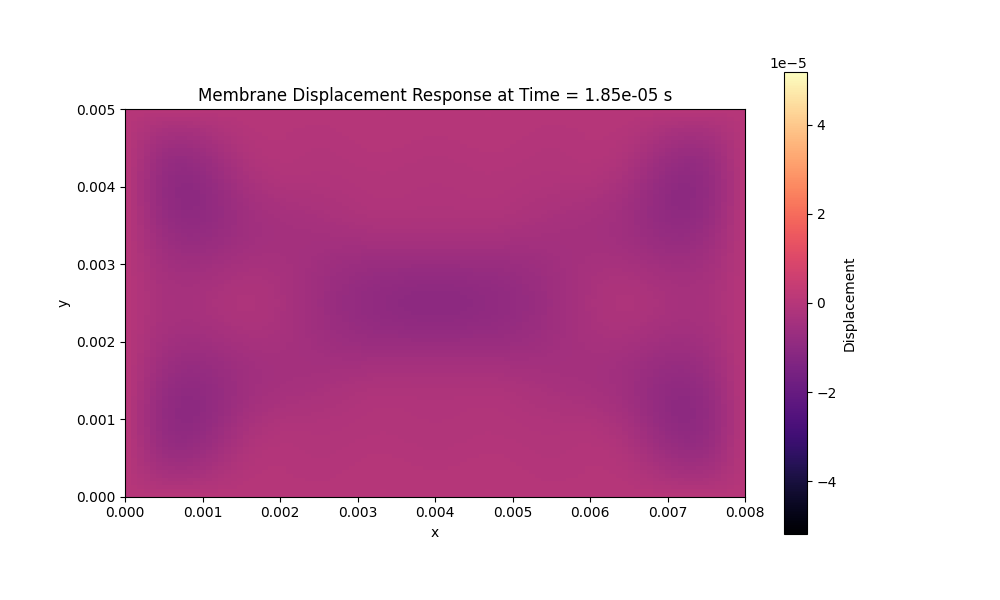 Membrane Displacement Response at Time = 1.85e-05 s
1e−5
0.005
0.004
0.003
0.002
0.001
0.000
y
0.000 0.001 0.002 0.003 0.004 0.005 0.006 0.007 0.008
x
4
2
0
−2
−4
Displacement